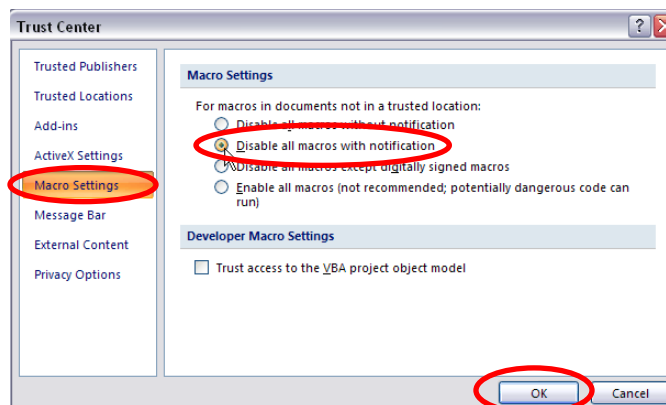 Trust Center
Trusted Publishers
Trusted Locations
Add-ins
ActiveX Settings
Macro Settings
Message Bar
External Content
Privacy Options
Macro Settings
For macros in documents not in a trusted location:
Disable all macros without notification
Disable all macros with notification
Disable all macros except digitally signed macros
Enable all macros (not recommended; potentially dangerous code can
run)
Developer Macro Settings
Trust access to the VBA project object model
OK
Cancel